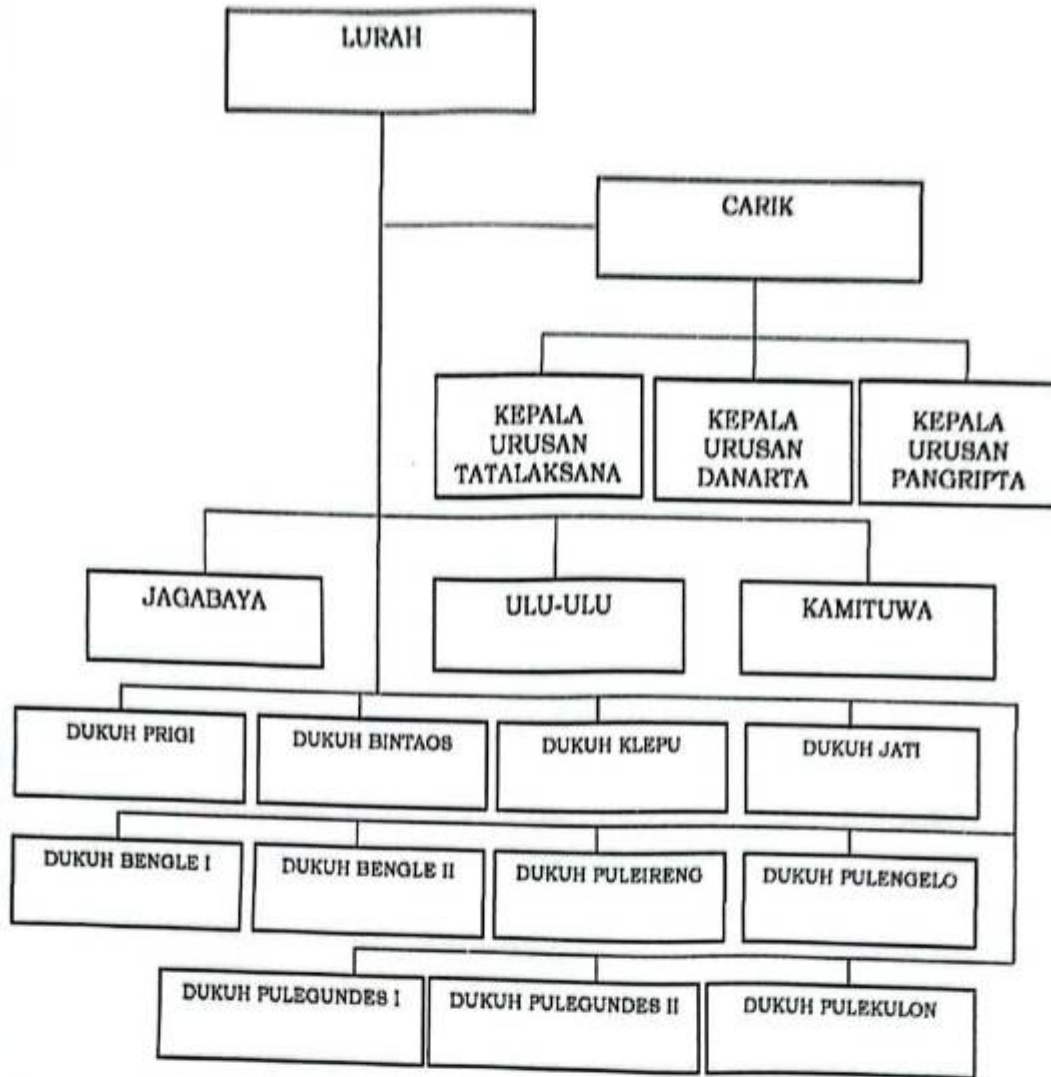 LURAH
CARIK
KEPALA
URUSAN
TATALAKSANA
KEPALA
URUSAN
DANARTA
KEPALA
URUSAN
PANGRIPTA
JAGABAYA
ULU-ULU
KAMITUWA
DUKUH PRIGI
DUKUH BINTAOS
DUKUH KLEPU
DUKUH JATI
DUKUH BENGLE I
DUKUH BENGLE II
DUKUH PULEIRENG
DUKUH PULENGELO
DUKUH PULEGUNDES I
DUKUH PULEGUNDES II
DUKUH PULEKULON